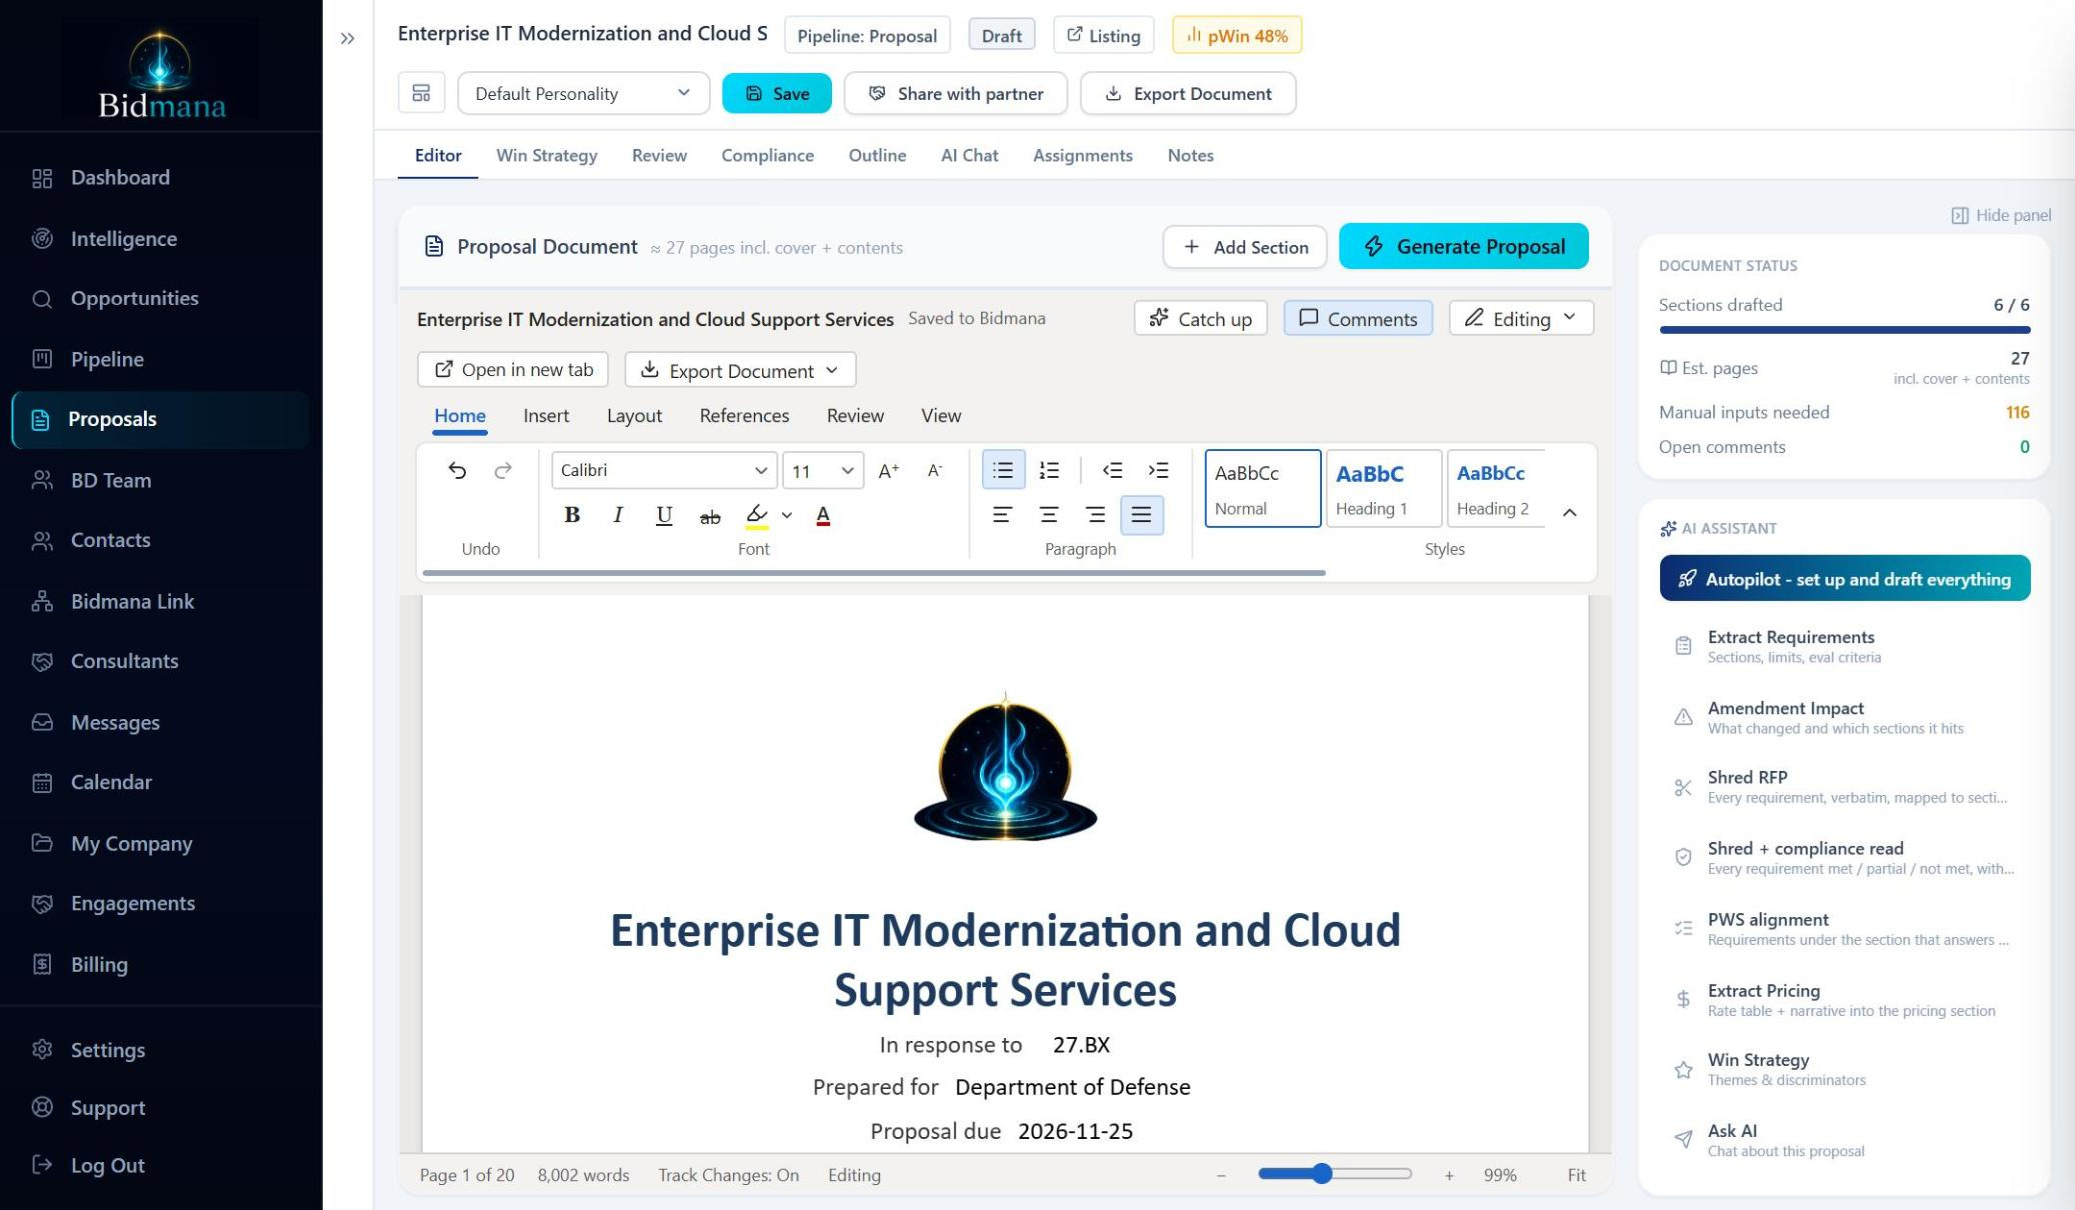 Bidmana
Dashboard
Intelligence
Opportunities
Pipeline
Proposals
BD Team
Contacts
Bidmana Link
Consultants
Messages
Calendar
My Company
Engagements
Billing
Settings
Support
Log Out
Enterprise IT Modernization and Cloud S
Pipeline: Proposal
Draft
Listing
pWin 48%
Default Personality
Save
Share with partner
Export Document
Editor
Win Strategy
Review
Compliance
Outline
AI Chat
Assignments
Notes
Proposal Document ≈ 27 pages incl. cover + contents
Add Section
Generate Proposal
Enterprise IT Modernization and Cloud Support Services Saved to Bidmana
Catch up
Comments
Editing
Open in new tab
Export Document
Home
Insert
Layout
References
Review
View
Calibri
11
A+
A-
B I U ab A
Undo
Font
Paragraph
AaBbCc
Normal
AaBbC
Heading 1
AaBbCc
Heading 2
Styles
Enterprise IT Modernization and Cloud
Support Services
In response to 27.BX
Prepared for Department of Defense
Proposal due 2026-11-25
Page 1 of 20
8,002 words
Track Changes: On
Editing
− + 99%
Fit
Hide panel
DOCUMENT STATUS
Sections drafted 6 / 6
Est. pages 27
incl. cover + contents
Manual inputs needed 116
Open comments 0
AI ASSISTANT
Autopilot - set up and draft everything
Extract Requirements
Sections, limits, eval criteria
Amendment Impact
What changed and which sections it hits
Shred RFP
Every requirement, verbatim, mapped to secti...
Shred + compliance read
Every requirement met / partial / not met, with...
PWS alignment
Requirements under the section that answers ...
Extract Pricing
Rate table + narrative into the pricing section
Win Strategy
Themes & discriminators
Ask AI
Chat about this proposal